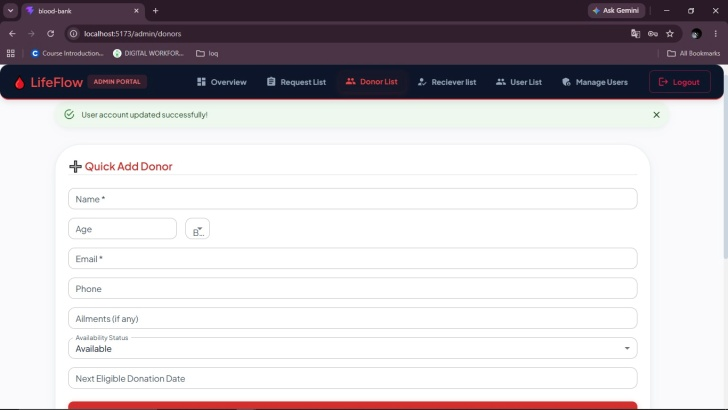 blood-bank
Ask Gemini
localhost:5173/admin/donors
Course Introduction...
DIGITAL WORKFOR...
loq
All Bookmarks
LifeFlow
ADMIN PORTAL
Overview
Request List
Donor List
Reciever list
User List
Manage Users
Logout
User account updated successfully!
Quick Add Donor
Name *
Age
B...
Email *
Phone
Ailments (if any)
Availability Status
Available
Next Eligible Donation Date